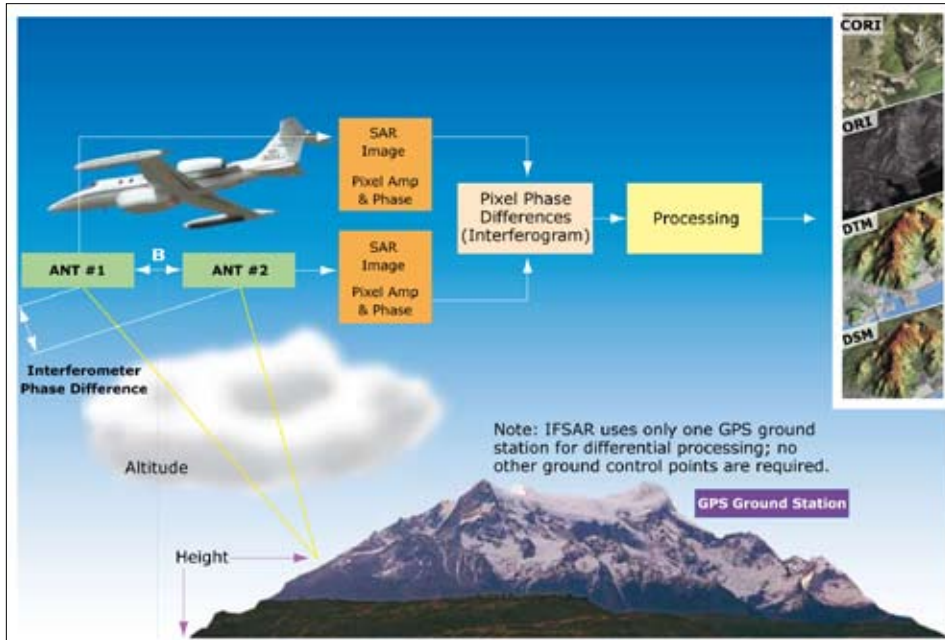 CORI
ORI
DTM
DSM
SAR
Image
Pixel Amp
& Phase
Pixel Phase
Differences
(Interferogram)
Processing
ANT #1
B
ANT #2
SAR
Image
Pixel Amp
& Phase
Interferometer
Phase Difference
Altitude
Note: IFSAR uses only one GPS ground
station for differential processing; no
other ground control points are required.
GPS Ground Station
Height